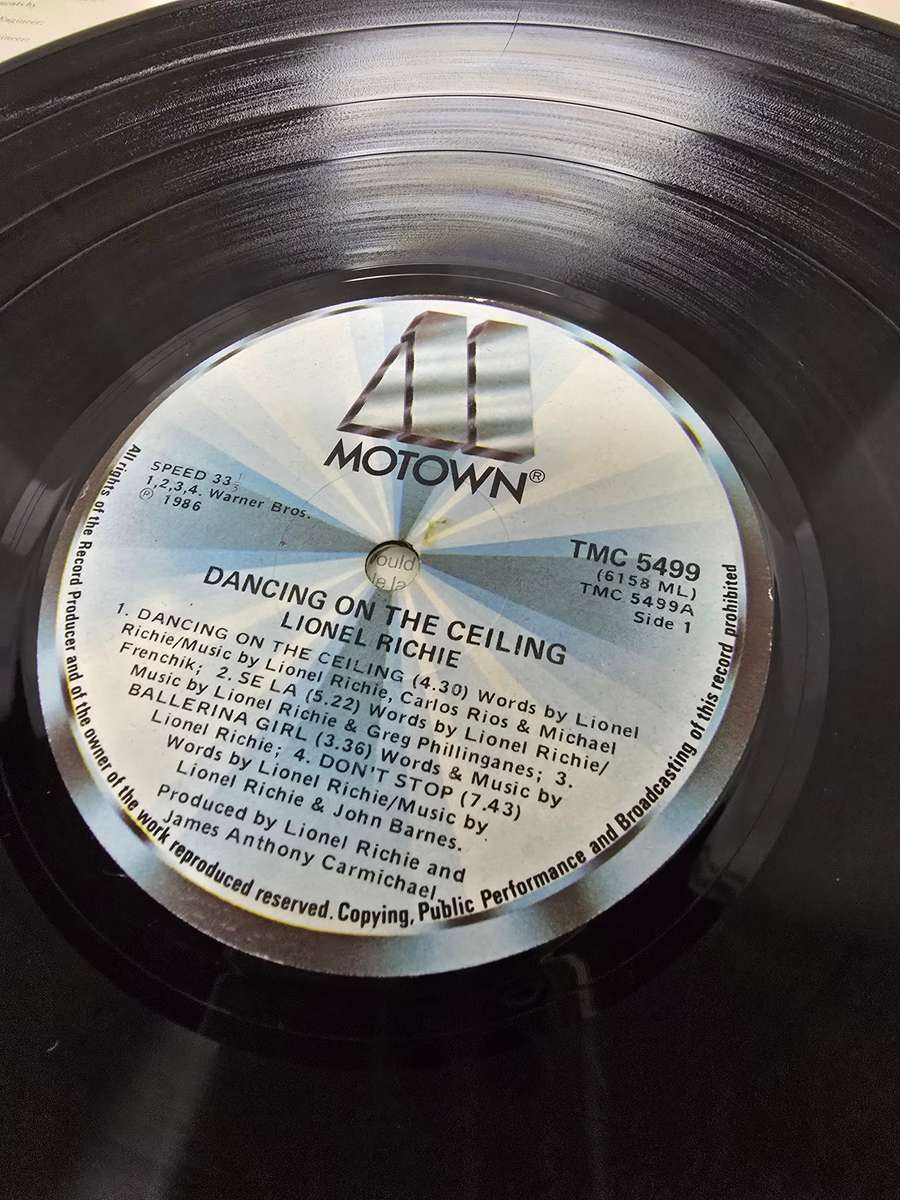 ments by
Engineer:
MOTOWN®
SPEED 33 1/3
1,2,3,4. Warner Bros.
℗ 1986
TMC 5499
(6158 ML)
TMC 5499A
Side 1
ould
DANCING ON THE CEILING
LIONEL RICHIE
1. DANCING ON THE CEILING (4.30) Words by Lionel
Richie/Music by Lionel Richie, Carlos Rios & Michael
Frenchik; 2. SE LA (5.22) Words by Lionel Richie/
Music by Lionel Richie & Greg Phillinganes; 3.
BALLERINA GIRL (3.36) Words & Music by
Lionel Richie; 4. DON'T STOP (7.43)
Words by Lionel Richie/Music by
Lionel Richie & John Barnes.
Produced by Lionel Richie and
James Anthony Carmichael
All rights of the Record Producer and of the owner of the work reproduced reserved. Copying, Public Performance and Broadcasting of this record prohibited